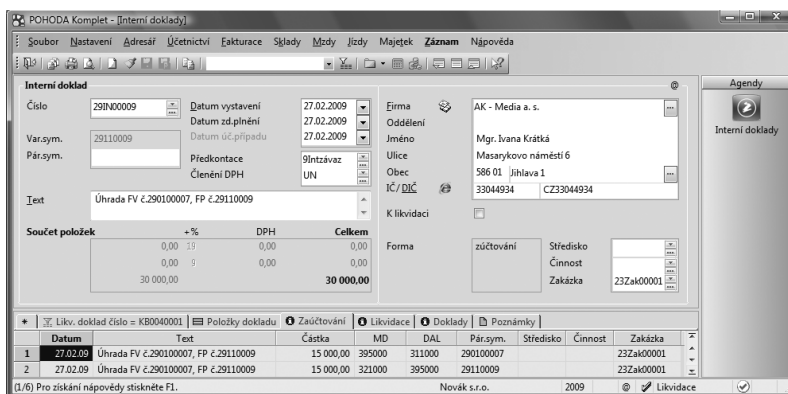 POHODA Komplet - [Interní doklady]
Soubor Nastavení Adresář Účetnictví Fakturace Sklady Mzdy Jízdy Majetek Záznam Nápověda
Interní doklad @
Agendy
Interní doklady
Číslo 29IN00009 Datum vystavení 27.02.2009 Firma AK - Media a. s.
Datum zd.plnění 27.02.2009 Oddělení
Var.sym. 29110009 Datum úč.případu 27.02.2009 Jméno Mgr. Ivana Krátká
Pár.sym. Předkontace 9Intzávaz Ulice Masarykovo náměstí 6
Členění DPH UN Obec 586 01 Jihlava 1
IČ/DIČ 33044934 CZ33044934
Text Úhrada FV č.290100007, FP č.29110009
K likvidaci
Součet položek +% DPH Celkem
0,00 19 0,00 0,00 Forma zúčtování Středisko
0,00 9 0,00 0,00 Činnost
30 000,00 30 000,00 Zakázka 23Zak00001
Likv. doklad číslo = KB0040001 Položky dokladu Zaúčtování Likvidace Doklady Poznámky
Datum Text Částka MD DAL Pár.sym. Středisko Činnost Zakázka
1 27.02.09 Úhrada FV č.290100007, FP č.29110009 15 000,00 395000 311000 290100007 23Zak00001
2 27.02.09 Úhrada FV č.290100007, FP č.29110009 15 000,00 321000 395000 29110009 23Zak00001
(1/6) Pro získání nápovědy stiskněte F1. Novák s.r.o. 2009 @ Likvidace